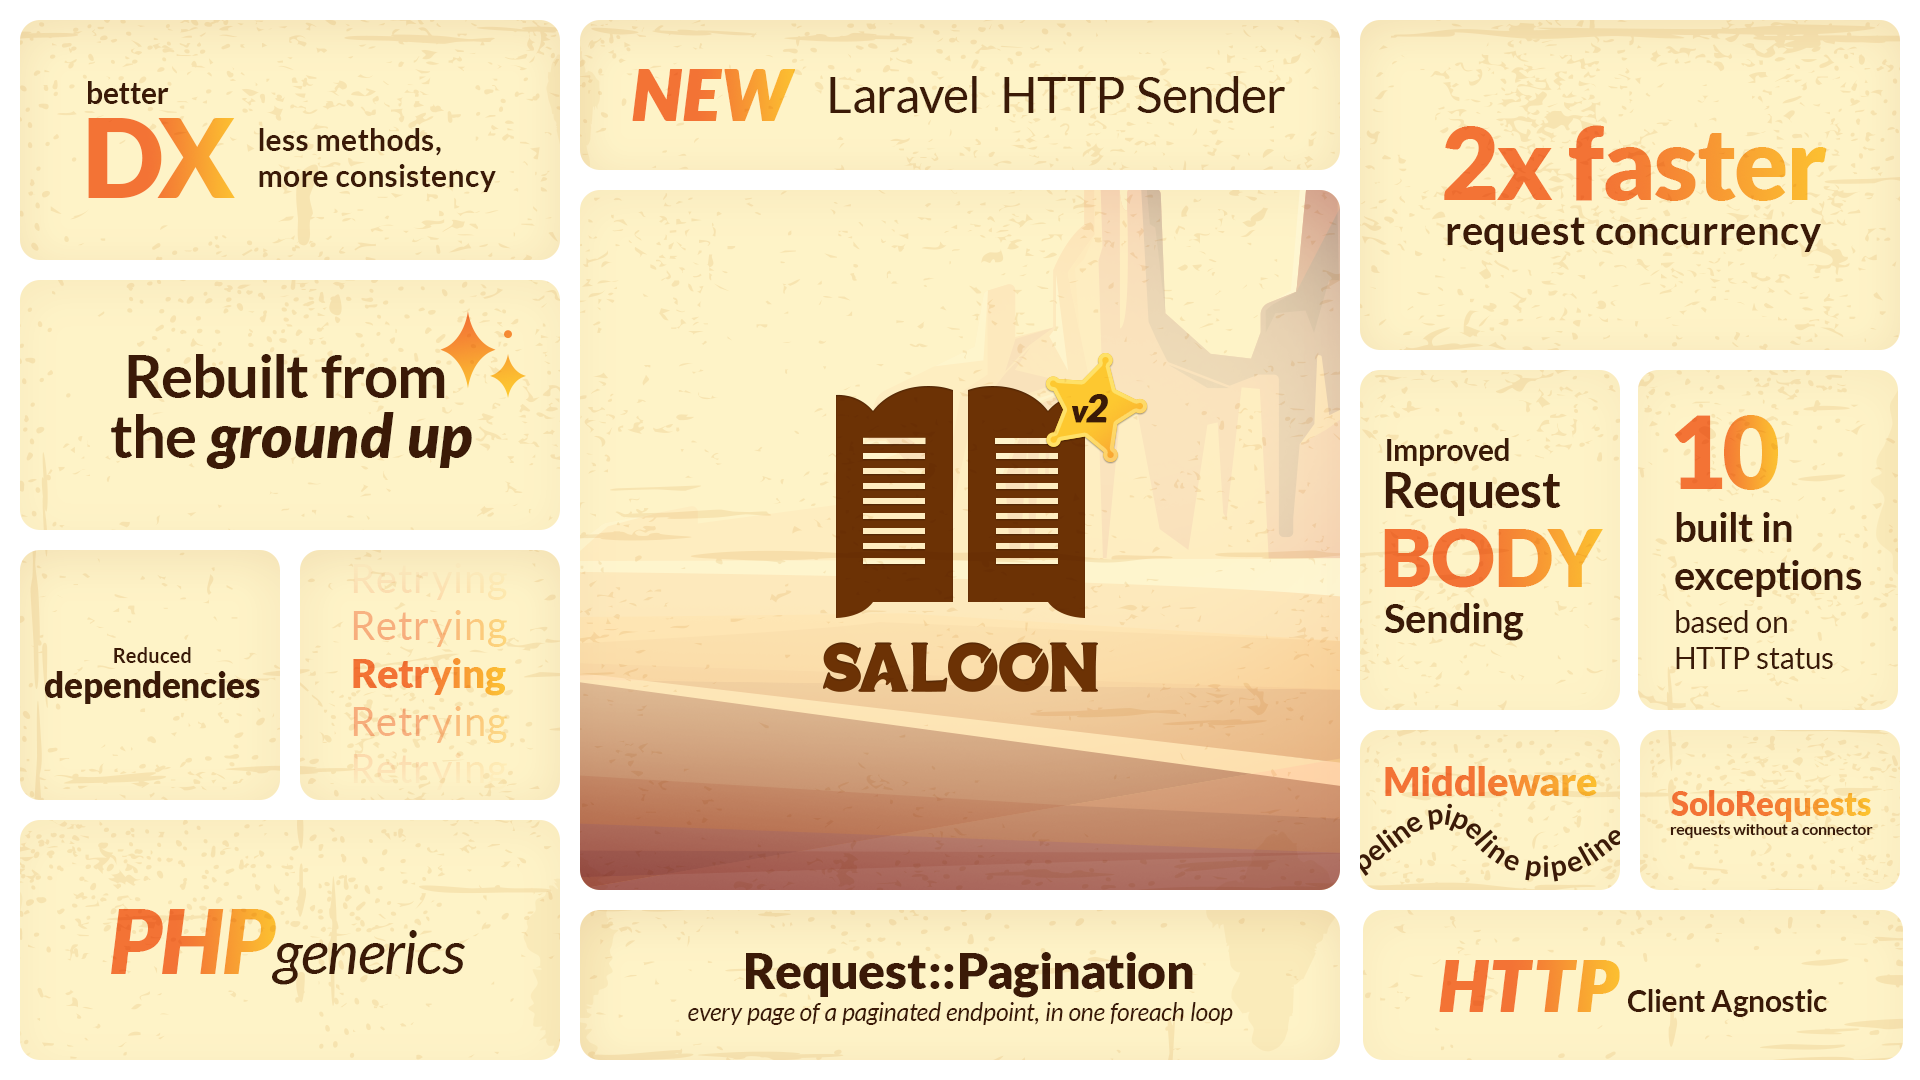 better
DX
less methods,
more consistency
NEW Laravel HTTP Sender
2x faster
request concurrency
Rebuilt from
the ground up
v2
SALOON
Improved
Request
BODY
Sending
10
built in
exceptions
based on
HTTP status
Reduced
dependencies
Retrying
Retrying
Retrying
Retrying
Retrying
Middleware
peline pipeline pipeline
SoloRequests
requests without a connector
PHP generics
Request::Pagination
every page of a paginated endpoint, in one foreach loop
HTTP Client Agnostic